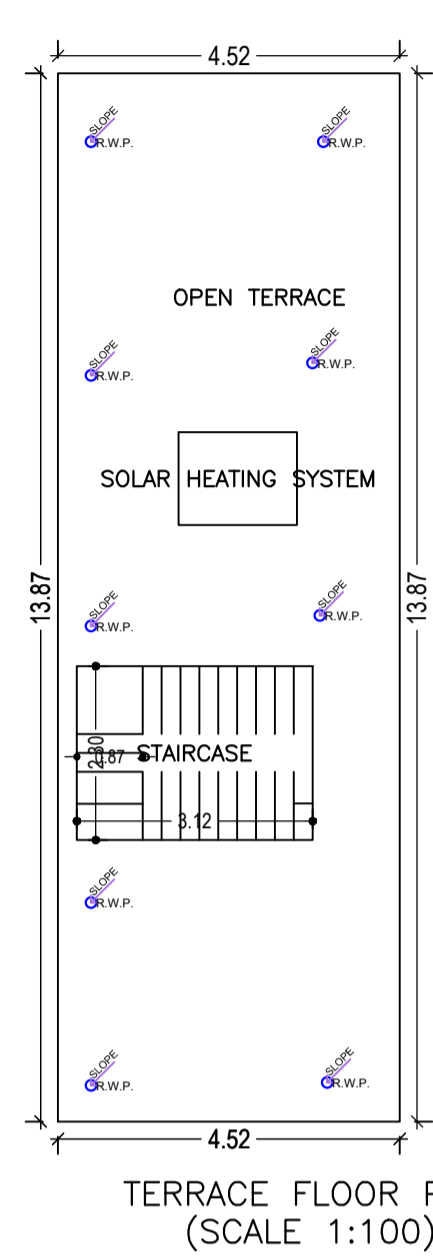 4.52
SLOPE
R.W.P.
SLOPE
R.W.P.
OPEN TERRACE
SLOPE
R.W.P.
SLOPE
R.W.P.
SOLAR HEATING SYSTEM
13.87
13.87
SLOPE
R.W.P.
SLOPE
R.W.P.
2.30
0.87
STAIRCASE
3.12
SLOPE
R.W.P.
SLOPE
R.W.P.
SLOPE
R.W.P.
4.52
TERRACE FLOOR
(SCALE 1:100)